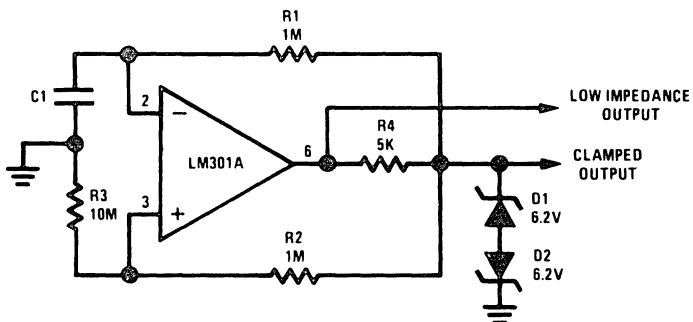 R1
1M
C1
2
−
LM301A
6
R4
5K
LOW IMPEDANCE
OUTPUT
CLAMPED
OUTPUT
R3
10M
3
+
R2
1M
D1
6.2V
D2
6.2V